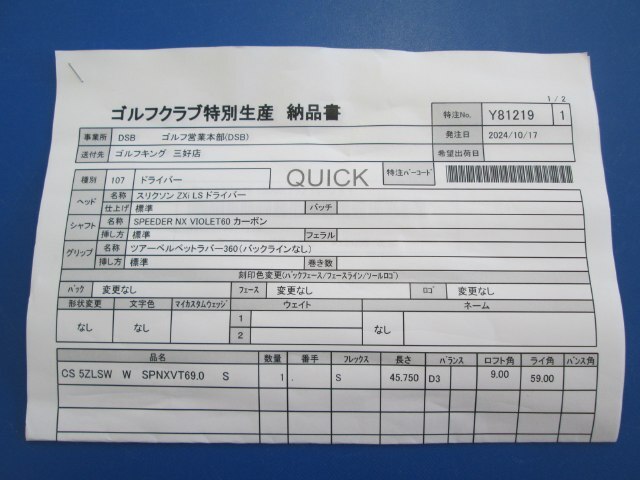 1 / 2
ゴルフクラブ特別生産 納品書
特注No. Y81219 1
事業所 DSB ゴルフ営業本部(DSB) 発注日 2024/10/17
送付先 ゴルフキング 三好店 希望出荷日
種別 107 ドライバー QUICK 特注バーコード
ヘッド 名称 スリクソン ZXi LS ドライバー
仕上げ 標準 バッチ
シャフト 名称 SPEEDER NX VIOLET60 カーボン
挿し方 標準 フェラル
グリップ 名称 ツアーベルベットラバー360(バックラインなし)
挿し方 標準 巻き数
刻印色変更(バックフェース/フェースライン/ソールロゴ)
バック 変更なし フェース 変更なし ロゴ 変更なし
形状変更 文字色 マイカスタムウェッジ ウェイト ネーム
なし なし 1 なし
2
品名 数量 番手 フレックス 長さ バランス ロフト角 ライ角 バンス角
CS 5ZLSW W SPNXVT69.0 S 1 . S 45.750 D3 9.00 59.00